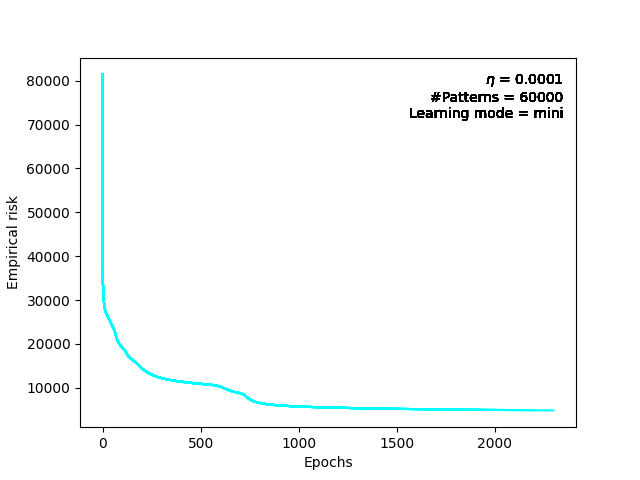 η = 0.0001
#Patterns = 60000
Learning mode = mini
80000
70000
60000
50000
40000
30000
20000
10000
Empirical risk
0
500
1000
1500
2000
Epochs